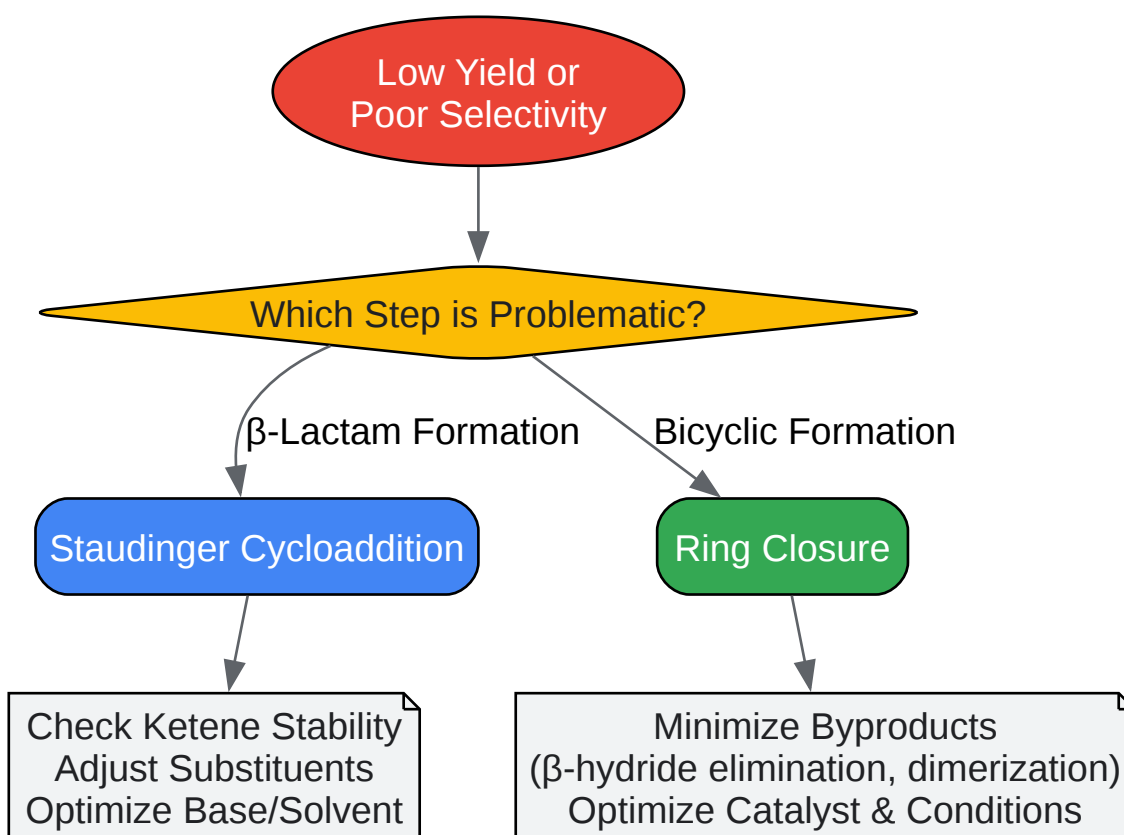 Low Yield or
Poor Selectivity
Which Step is Problematic?
β-Lactam Formation
Bicyclic Formation
Staudinger Cycloaddition
Ring Closure
Check Ketene Stability
Adjust Substituents
Optimize Base/Solvent
Minimize Byproducts
(β-hydride elimination, dimerization)
Optimize Catalyst & Conditions